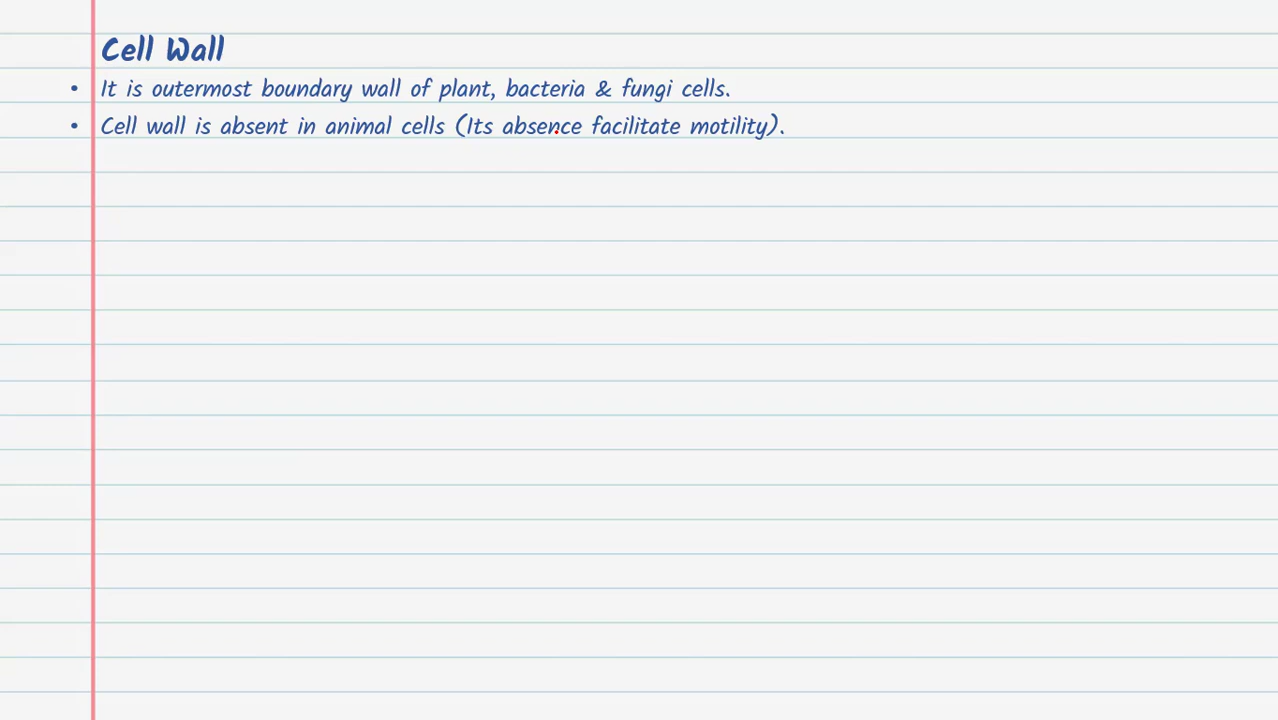 Cell Wall
• It is outermost boundary wall of plant, bacteria & fungi cells.
• Cell wall is absent in animal cells (Its absence facilitate motility).